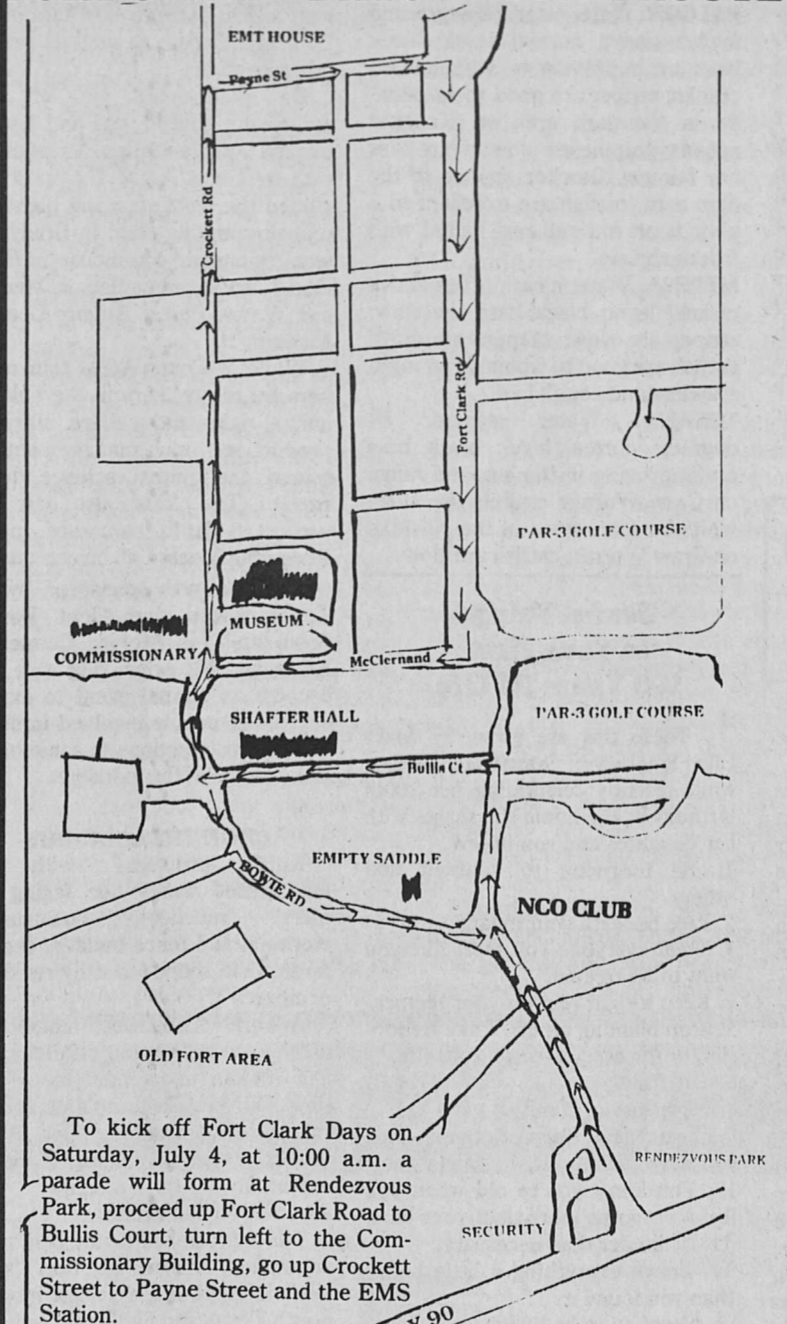 EMT HOUSE
Payne St
Crockett Rd
Fort Clark Rd
PAR-3 GOLF COURSE
MUSEUM
COMMISSIONARY
McClernand
SHAFTER HALL
PAR-3 GOLF COURSE
Bullis Ct
EMPTY SADDLE
BOWIE RD
NCO CLUB
OLD FORT AREA
RENDEZVOUS PARK
SECURITY
To kick off Fort Clark Days on
Saturday, July 4, at 10:00 a.m. a
parade will form at Rendezvous
Park, proceed up Fort Clark Road to
Bullis Court, turn left to the Com-
missionary Building, go up Crockett
Street to Payne Street and the EMS
Station.
Y 90